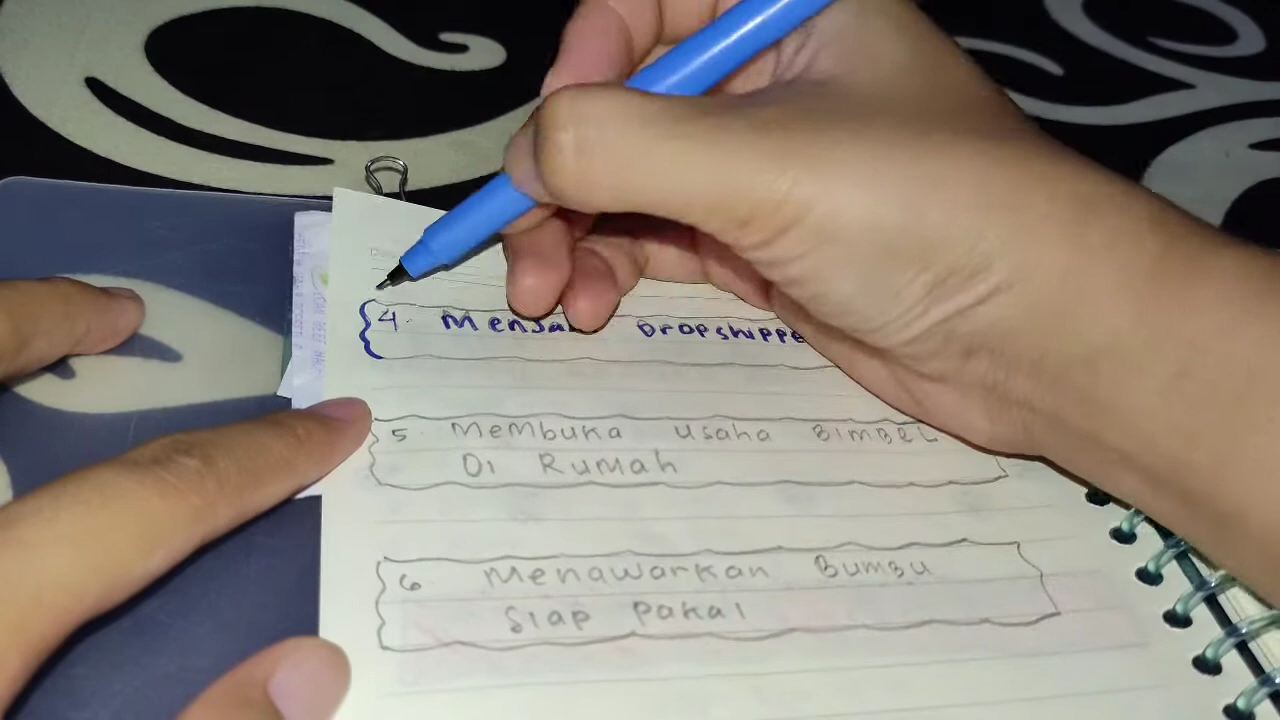 4. Menja Dropshippe
5 Membuka usaha BIMBEL
Di Rumah
6 Menawarkan Bumbu
Siap Pakai